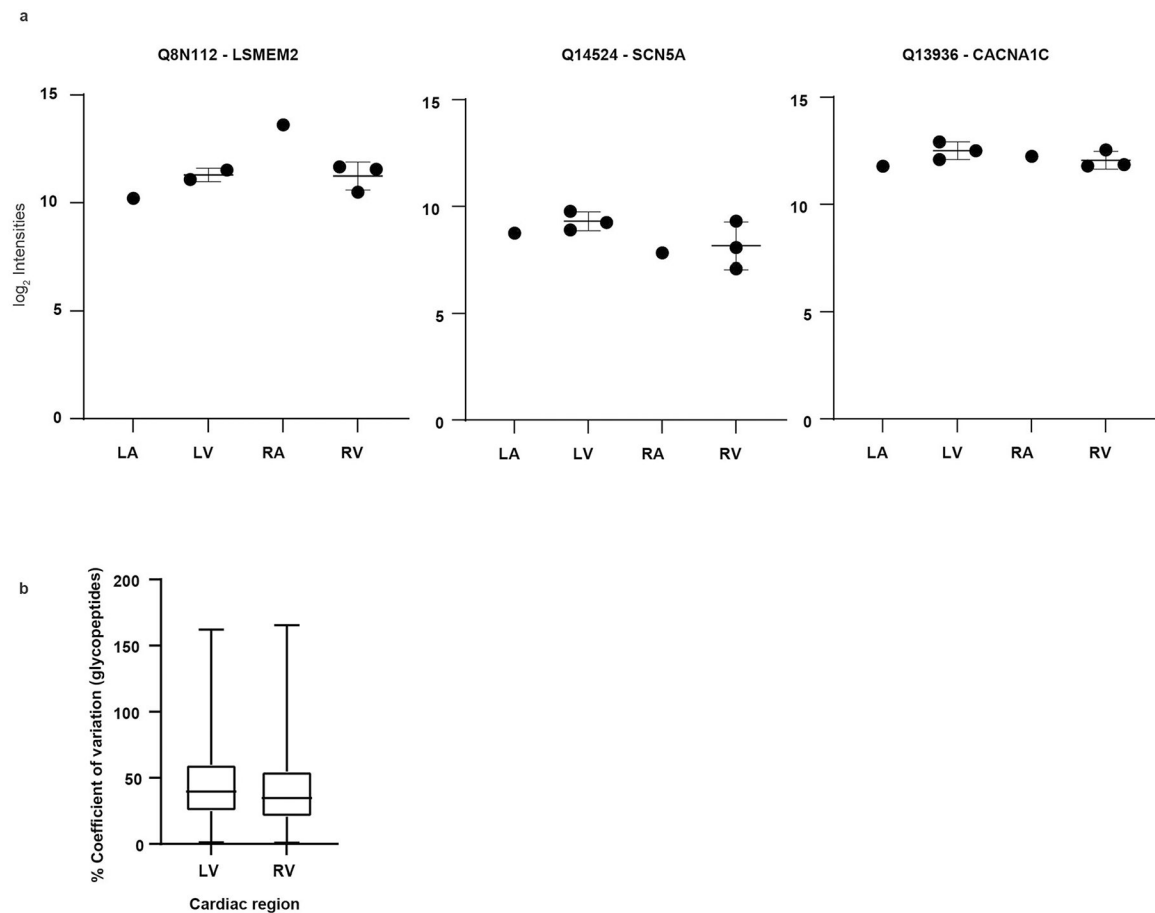 a
Q8N112 - LSMEM2
Q14524 - SCN5A
Q13936 - CACNA1C
log2 Intensities
15
10
5
0
LA LV RA RV
15
10
5
0
LA LV RA RV
15
10
5
0
LA LV RA RV
b
% Coefficient of variation (glycopeptides)
200
150
100
50
0
LV RV
Cardiac region